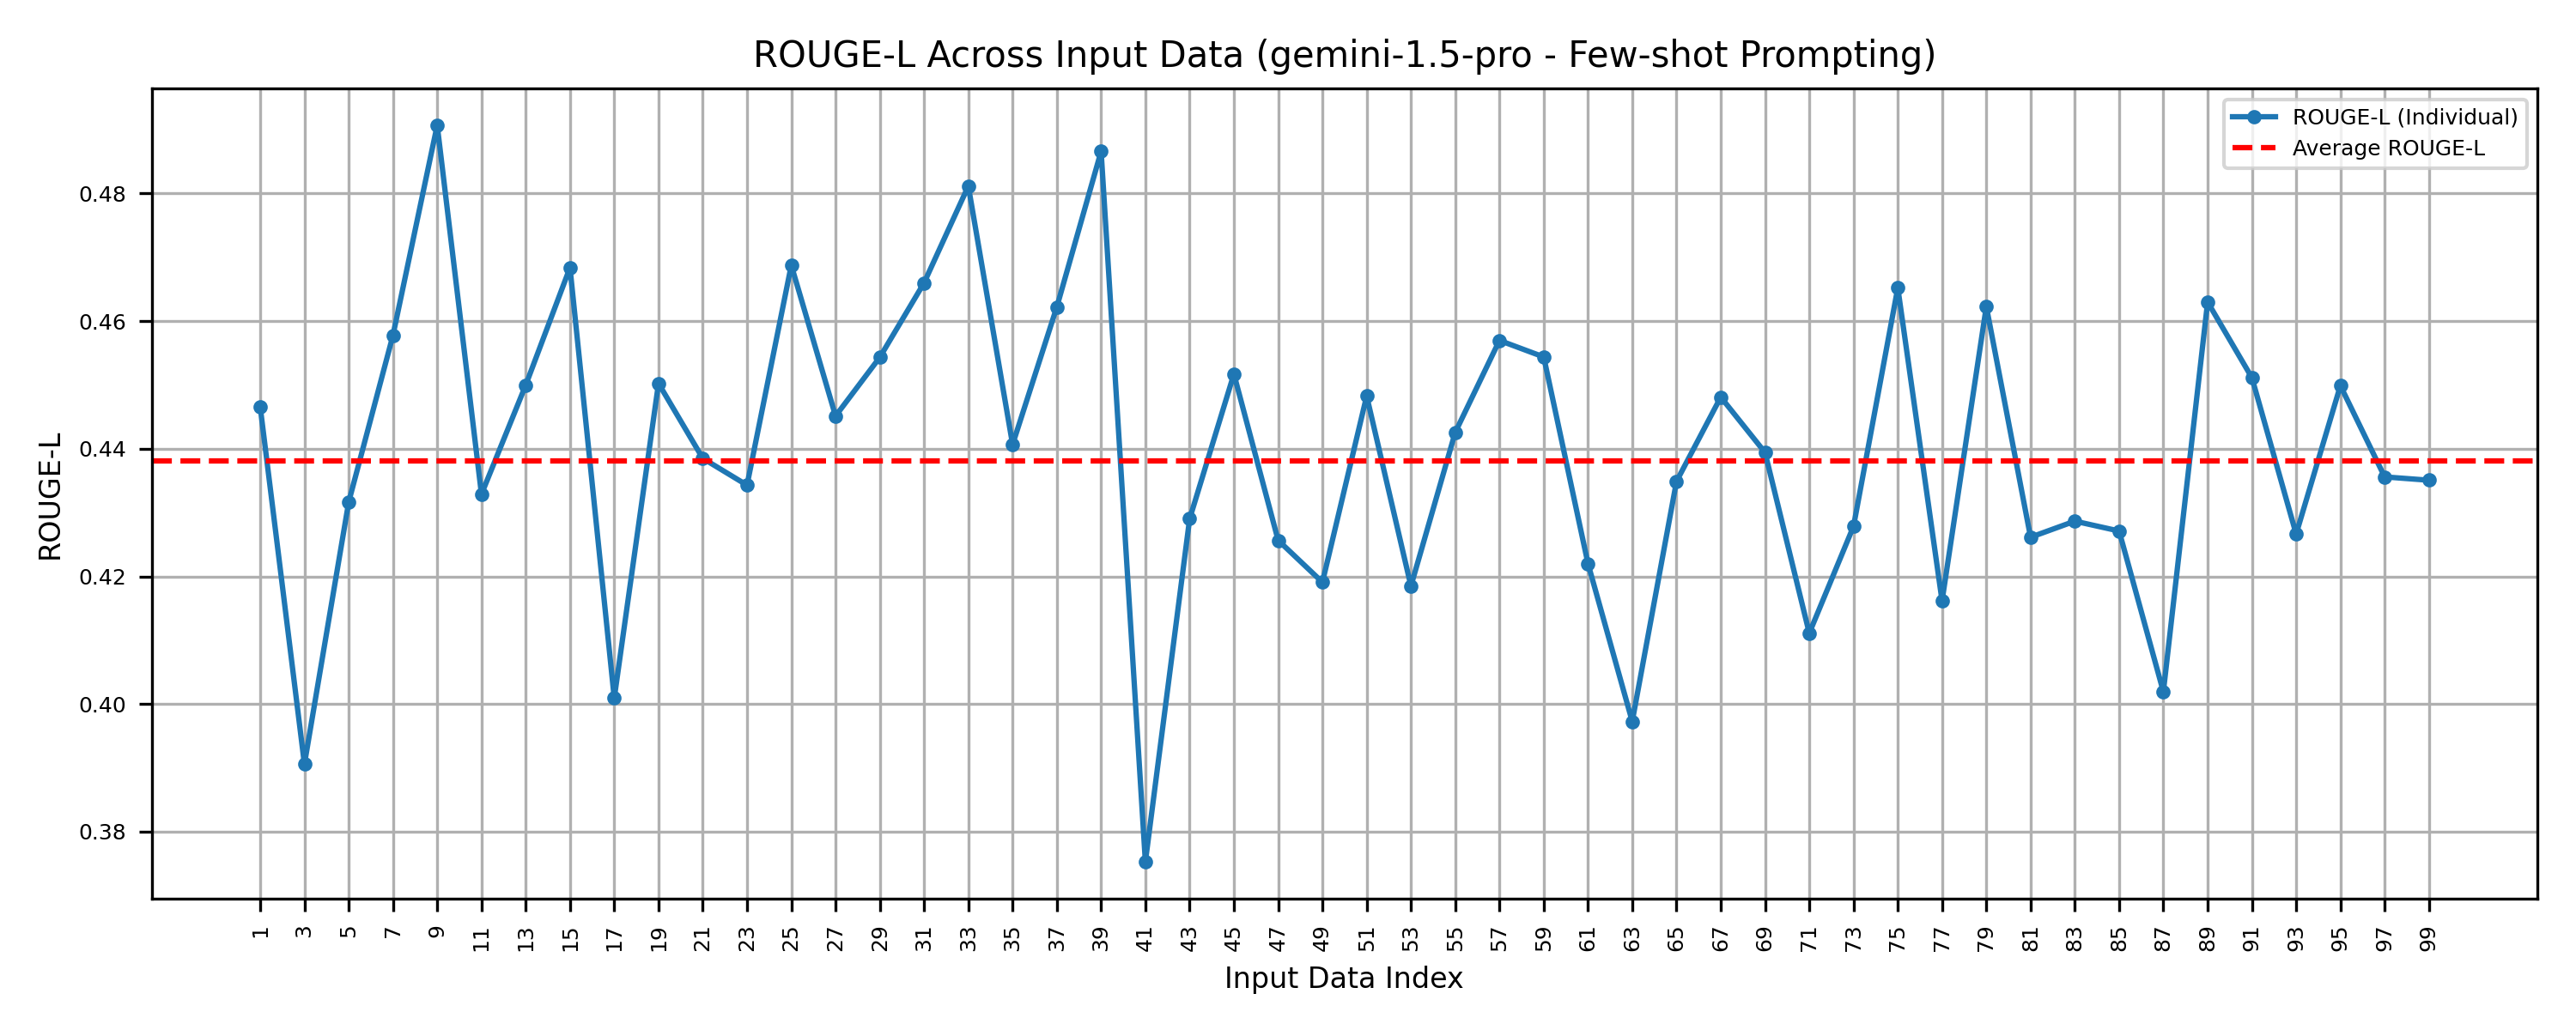 ROUGE-L Across Input Data (gemini-1.5-pro - Few-shot Prompting)
ROUGE-L (Individual)
Average ROUGE-L
ROUGE-L
0.48
0.46
0.44
0.42
0.40
0.38
1 3 5 7 9 11 13 15 17 19 21 23 25 27 29 31 33 35 37 39 41 43 45 47 49 51 53 55 57 59 61 63 65 67 69 71 73 75 77 79 81 83 85 87 89 91 93 95 97 99
Input Data Index